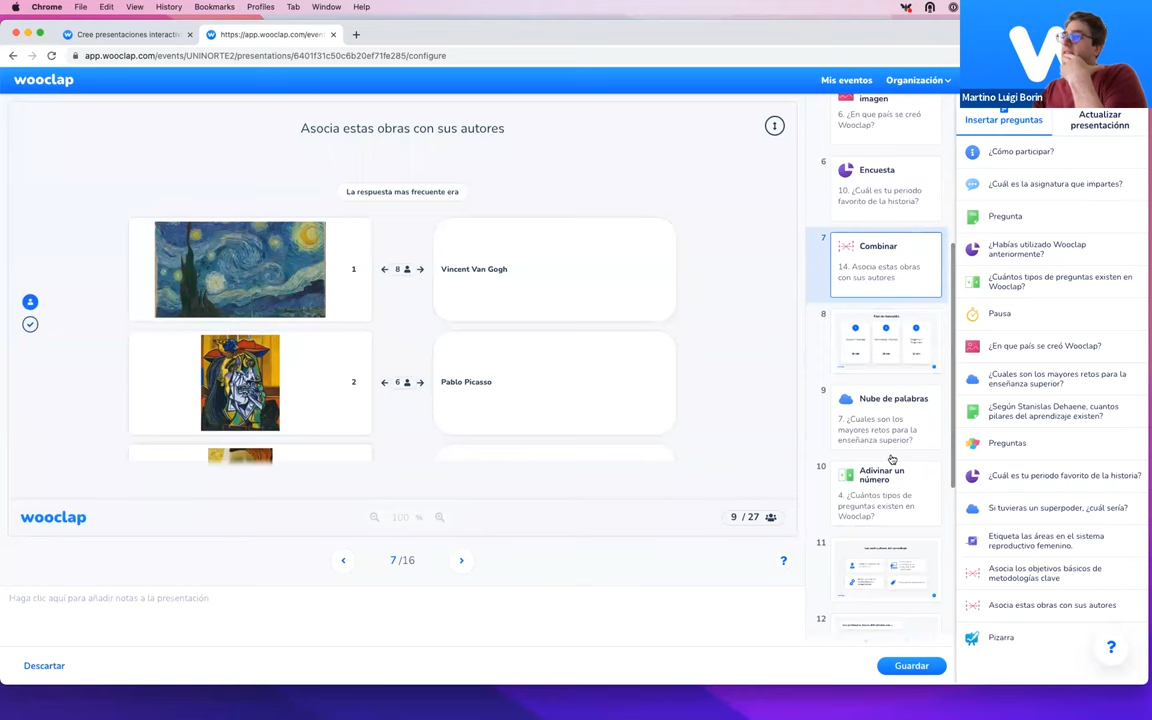 Chrome File Edit View History Bookmarks Profiles Tab Window Help
Cree presentaciones interactiv
https://app.wooclap.com/even
app.wooclap.com/events/UNINORTE2/presentations/6401f31c50c6b20ef71fe285/configure
wooclap
Mis eventos
Organización
Martino Luigi Borin
Asocia estas obras con sus autores
La respuesta mas frecuente era
1
8
Vincent Van Gogh
2
6
Pablo Picasso
wooclap
100 %
9 / 27
7 /16
?
Haga clic aquí para añadir notas a la presentación
Descartar
Guardar
imagen
6. ¿En que país se creó
Wooclap?
6
Encuesta
10. ¿Cuál es tu periodo
favorito de la historia?
7
Combinar
14. Asocia estas obras
con sus autores
8
9
Nube de palabras
7. ¿Cuales son los
mayores retos para la
enseñanza superior?
10
Adivinar un
número
4. ¿Cuántos tipos de
preguntas existen en
Wooclap?
11
12
Insertar preguntas
Actualizar
presentación
¿Cómo participar?
¿Cuál es la asignatura que impartes?
Pregunta
¿Habías utilizado Wooclap
anteriormente?
¿Cuántos tipos de preguntas existen en
Wooclap?
Pausa
¿En que país se creó Wooclap?
¿Cuales son los mayores retos para la
enseñanza superior?
¿Según Stanislas Dehaene, cuantos
pilares del aprendizaje existen?
Preguntas
¿Cuál es tu periodo favorito de la historia?
Si tuvieras un superpoder, ¿cuál sería?
Etiqueta las áreas en el sistema
reproductivo femenino.
Asocia los objetivos básicos de
metodologías clave
Asocia estas obras con sus autores
Pizarra
?